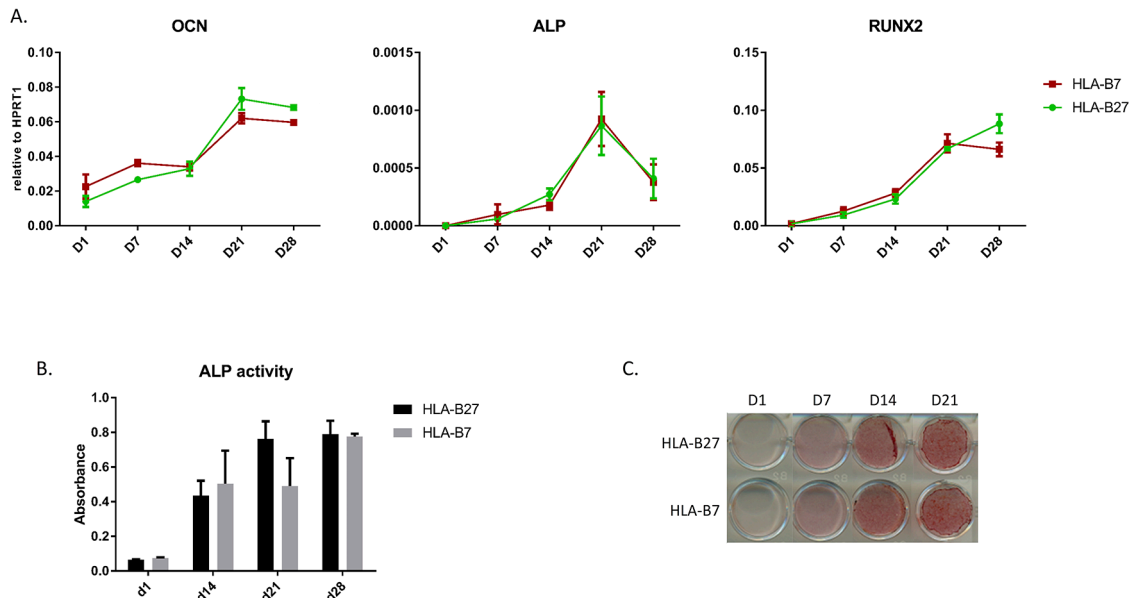 A.
OCN
ALP
RUNX2
relative to HPRT1
0.10
0.08
0.06
0.04
0.02
0.00
D1
D7
D14
D21
D28
0.0015
0.0010
0.0005
0.0000
D1
D7
D14
D21
D28
0.15
0.10
0.05
0.00
D1
D7
D14
D21
D28
HLA-B7
HLA-B27
B.
ALP activity
Absorbance
1.0
0.8
0.6
0.4
0.2
0.0
d1
d14
d21
d28
HLA-B27
HLA-B7
C.
D1 D7 D14 D21
HLA-B27
HLA-B7